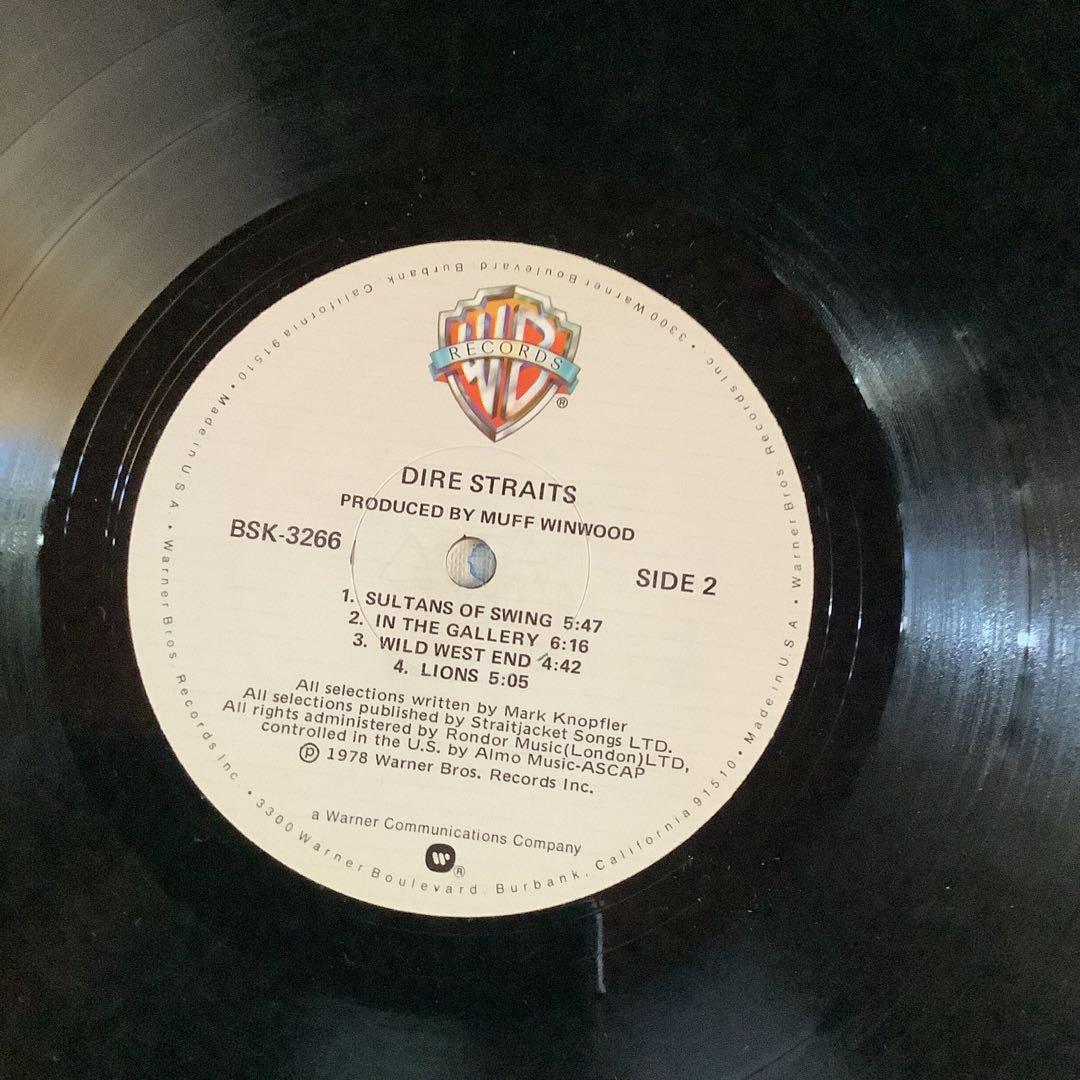 WB
RECORDS
®
DIRE STRAITS
PRODUCED BY MUFF WINWOOD
BSK-3266
SIDE 2
1. SULTANS OF SWING 5:47
2. IN THE GALLERY 6:16
3. WILD WEST END 4:42
4. LIONS 5:05
All selections written by Mark Knopfler
All selections published by Straitjacket Songs LTD.
All rights administered by Rondor Music(London)LTD,
controlled in the U.S. by Almo Music-ASCAP
℗ 1978 Warner Bros. Records Inc.
a Warner Communications Company
W ®
3300 Warner Boulevard. Burbank, California 91510 • Made in U.S.A. • Warner Bros. Records Inc. • 3300 Warner Boulevard Burbank California 91510 • Made in U.S.A. • Warner Bros. Records Inc. •